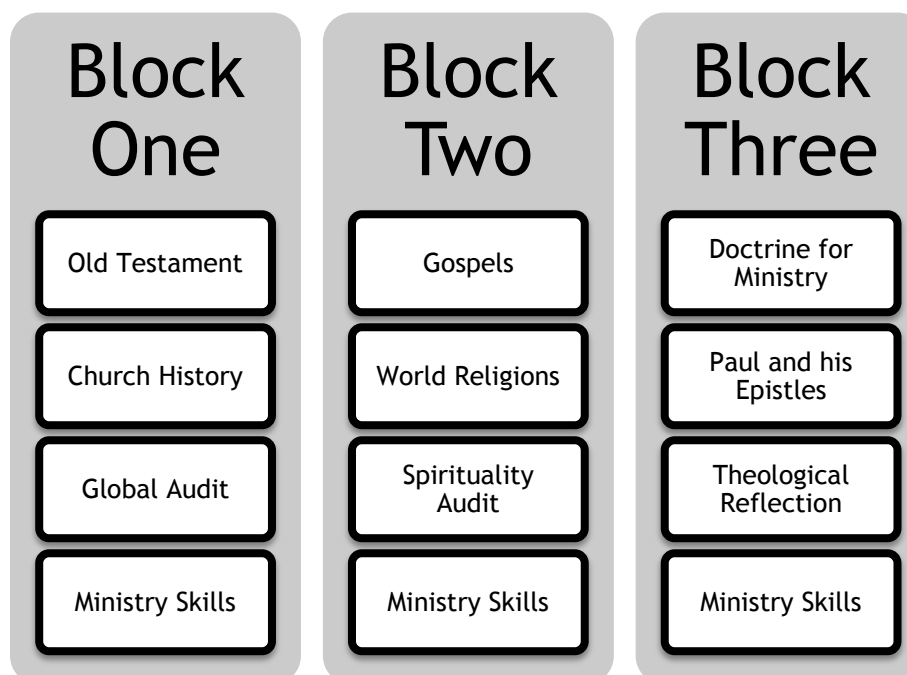 Block
One
Old Testament
Church History
Global Audit
Ministry Skills
Block
Two
Gospels
World Religions
Spirituality
Audit
Ministry Skills
Block
Three
Doctrine for
Ministry
Paul and his
Epistles
Theological
Reflection
Ministry Skills